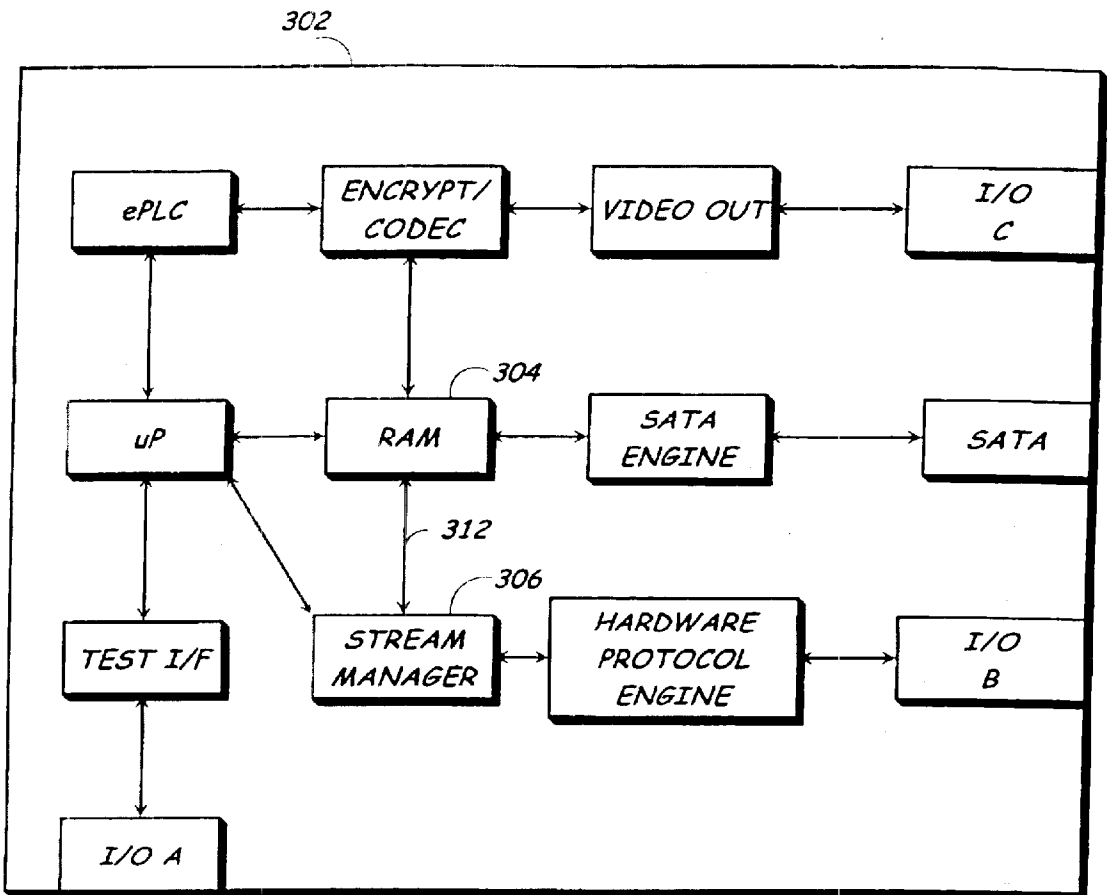 302
ePLC
ENCRYPT/
CODEC
VIDEO OUT
I/O
C
304
uP
RAM
SATA
ENGINE
SATA
312
306
TEST I/F
STREAM
MANAGER
HARDWARE
PROTOCOL
ENGINE
I/O
B
I/O A